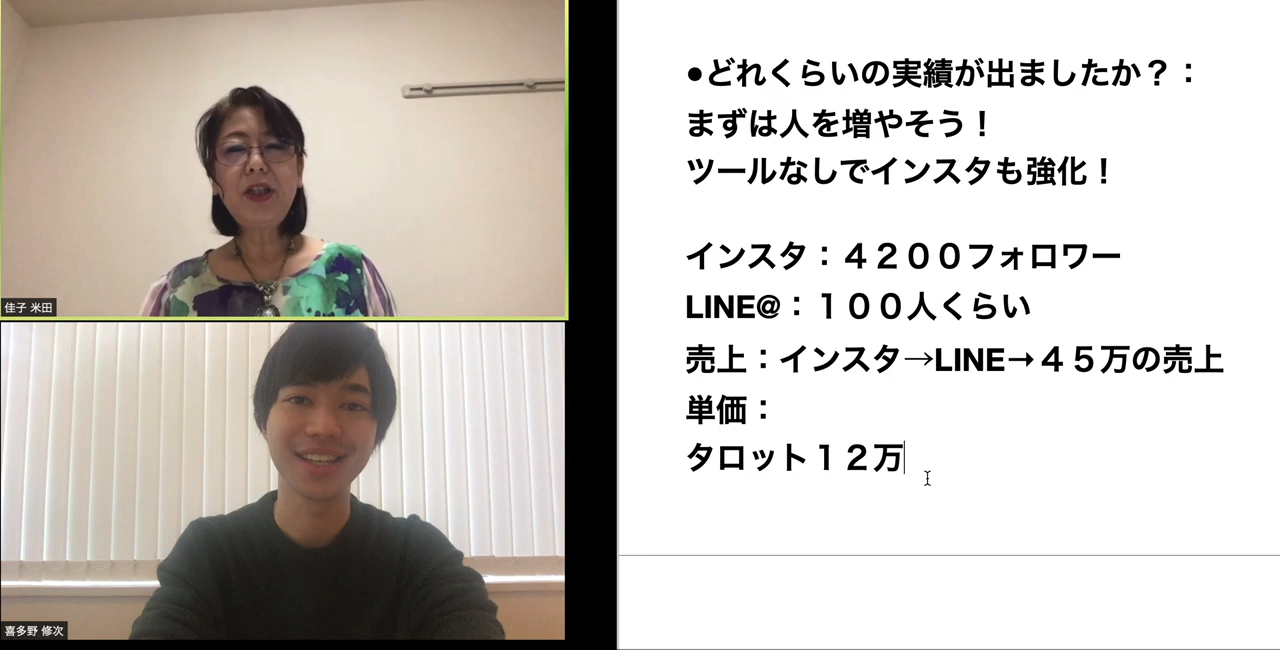 佳子 米田
喜多野 修次
●どれくらいの実績が出ましたか？：
まずは人を増やそう！
ツールなしでインスタも強化！
インスタ：４２００フォロワー
LINE@：１００人くらい
売上：インスタ→LINE→４５万の売上
単価：
タロット１２万